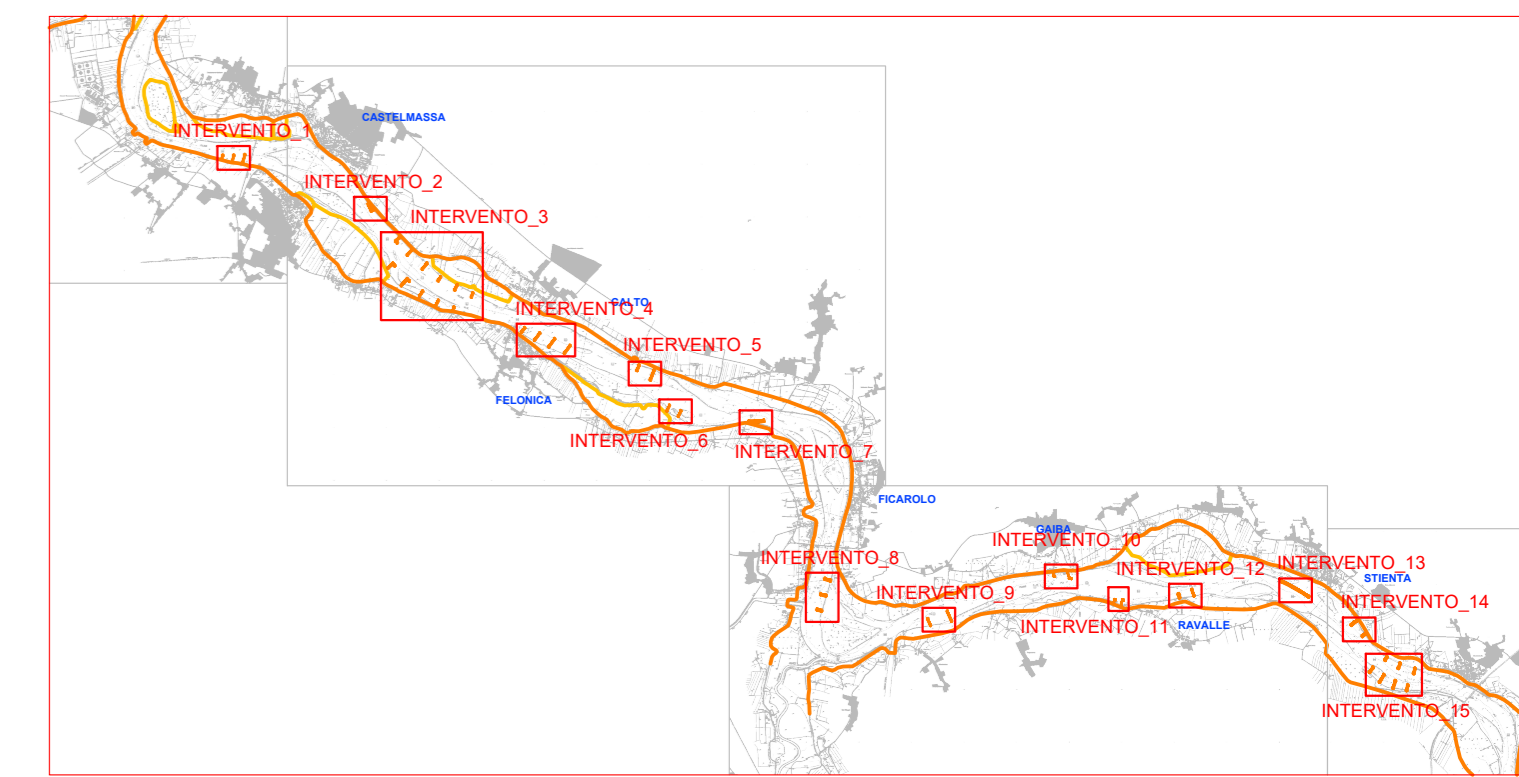 CASTELMASSA
INTERVENTO_1
INTERVENTO_2
INTERVENTO_3
CALTO
INTERVENTO_4
INTERVENTO_5
FELONICA
INTERVENTO_6
INTERVENTO_7
FICAROLO
GAIBA
INTERVENTO_10
INTERVENTO_8
INTERVENTO_12
INTERVENTO_13
STIENTA
INTERVENTO_9
INTERVENTO_14
INTERVENTO_11
RAVALLE
INTERVENTO_15